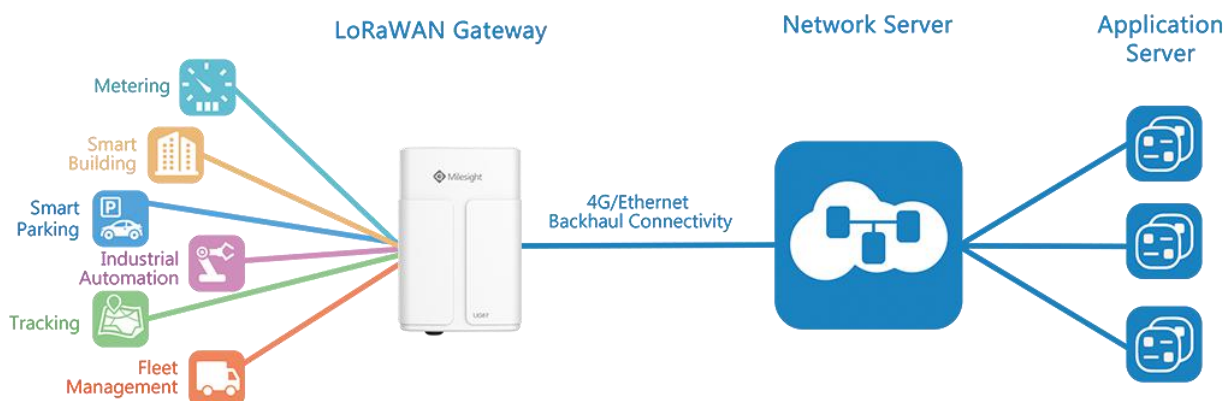 LoRaWAN Gateway
Network Server
Application
Server
Metering
Smart
Building
P
Smart
Parking
Industrial
Automation
Tracking
Fleet
Management
Milesight
UG67
4G/Ethernet
Backhaul Connectivity